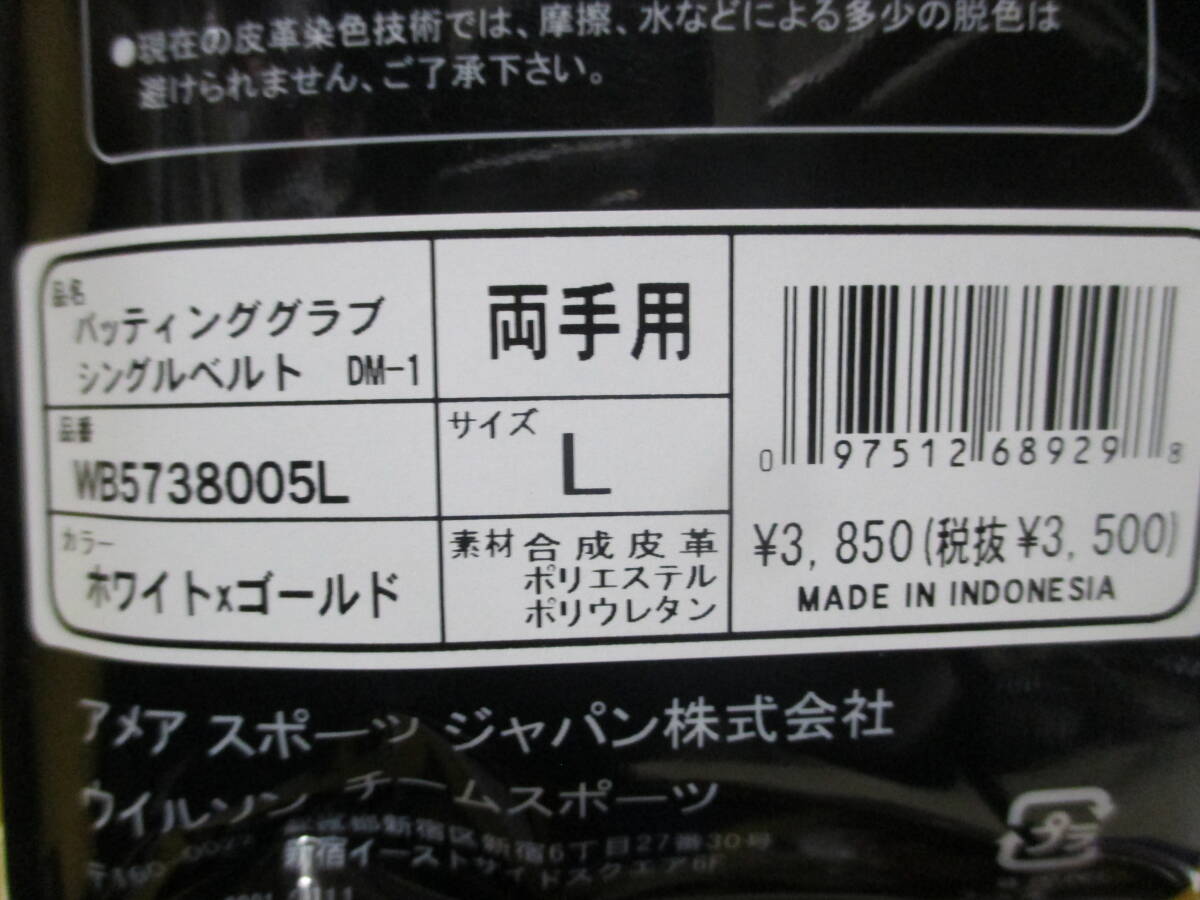 ●現在の皮革染色技術では、摩擦、水などによる多少の脱色は
避けられません、ご了承下さい。
品名
バッティンググラブ
シングルベルト DM-1
両手用
品番
WB5738005L
サイズ
L
カラー
ホワイトxゴールド
素材 合成皮革
ポリエステル
ポリウレタン
0 97512 68929 8
¥3,850(税抜¥3,500)
MADE IN INDONESIA
アメア スポーツ ジャパン株式会社
ウイルソン チームスポーツ
〒160-0022 東京都新宿区新宿6丁目27番30号
新宿イーストサイドスクエア6F
プラ